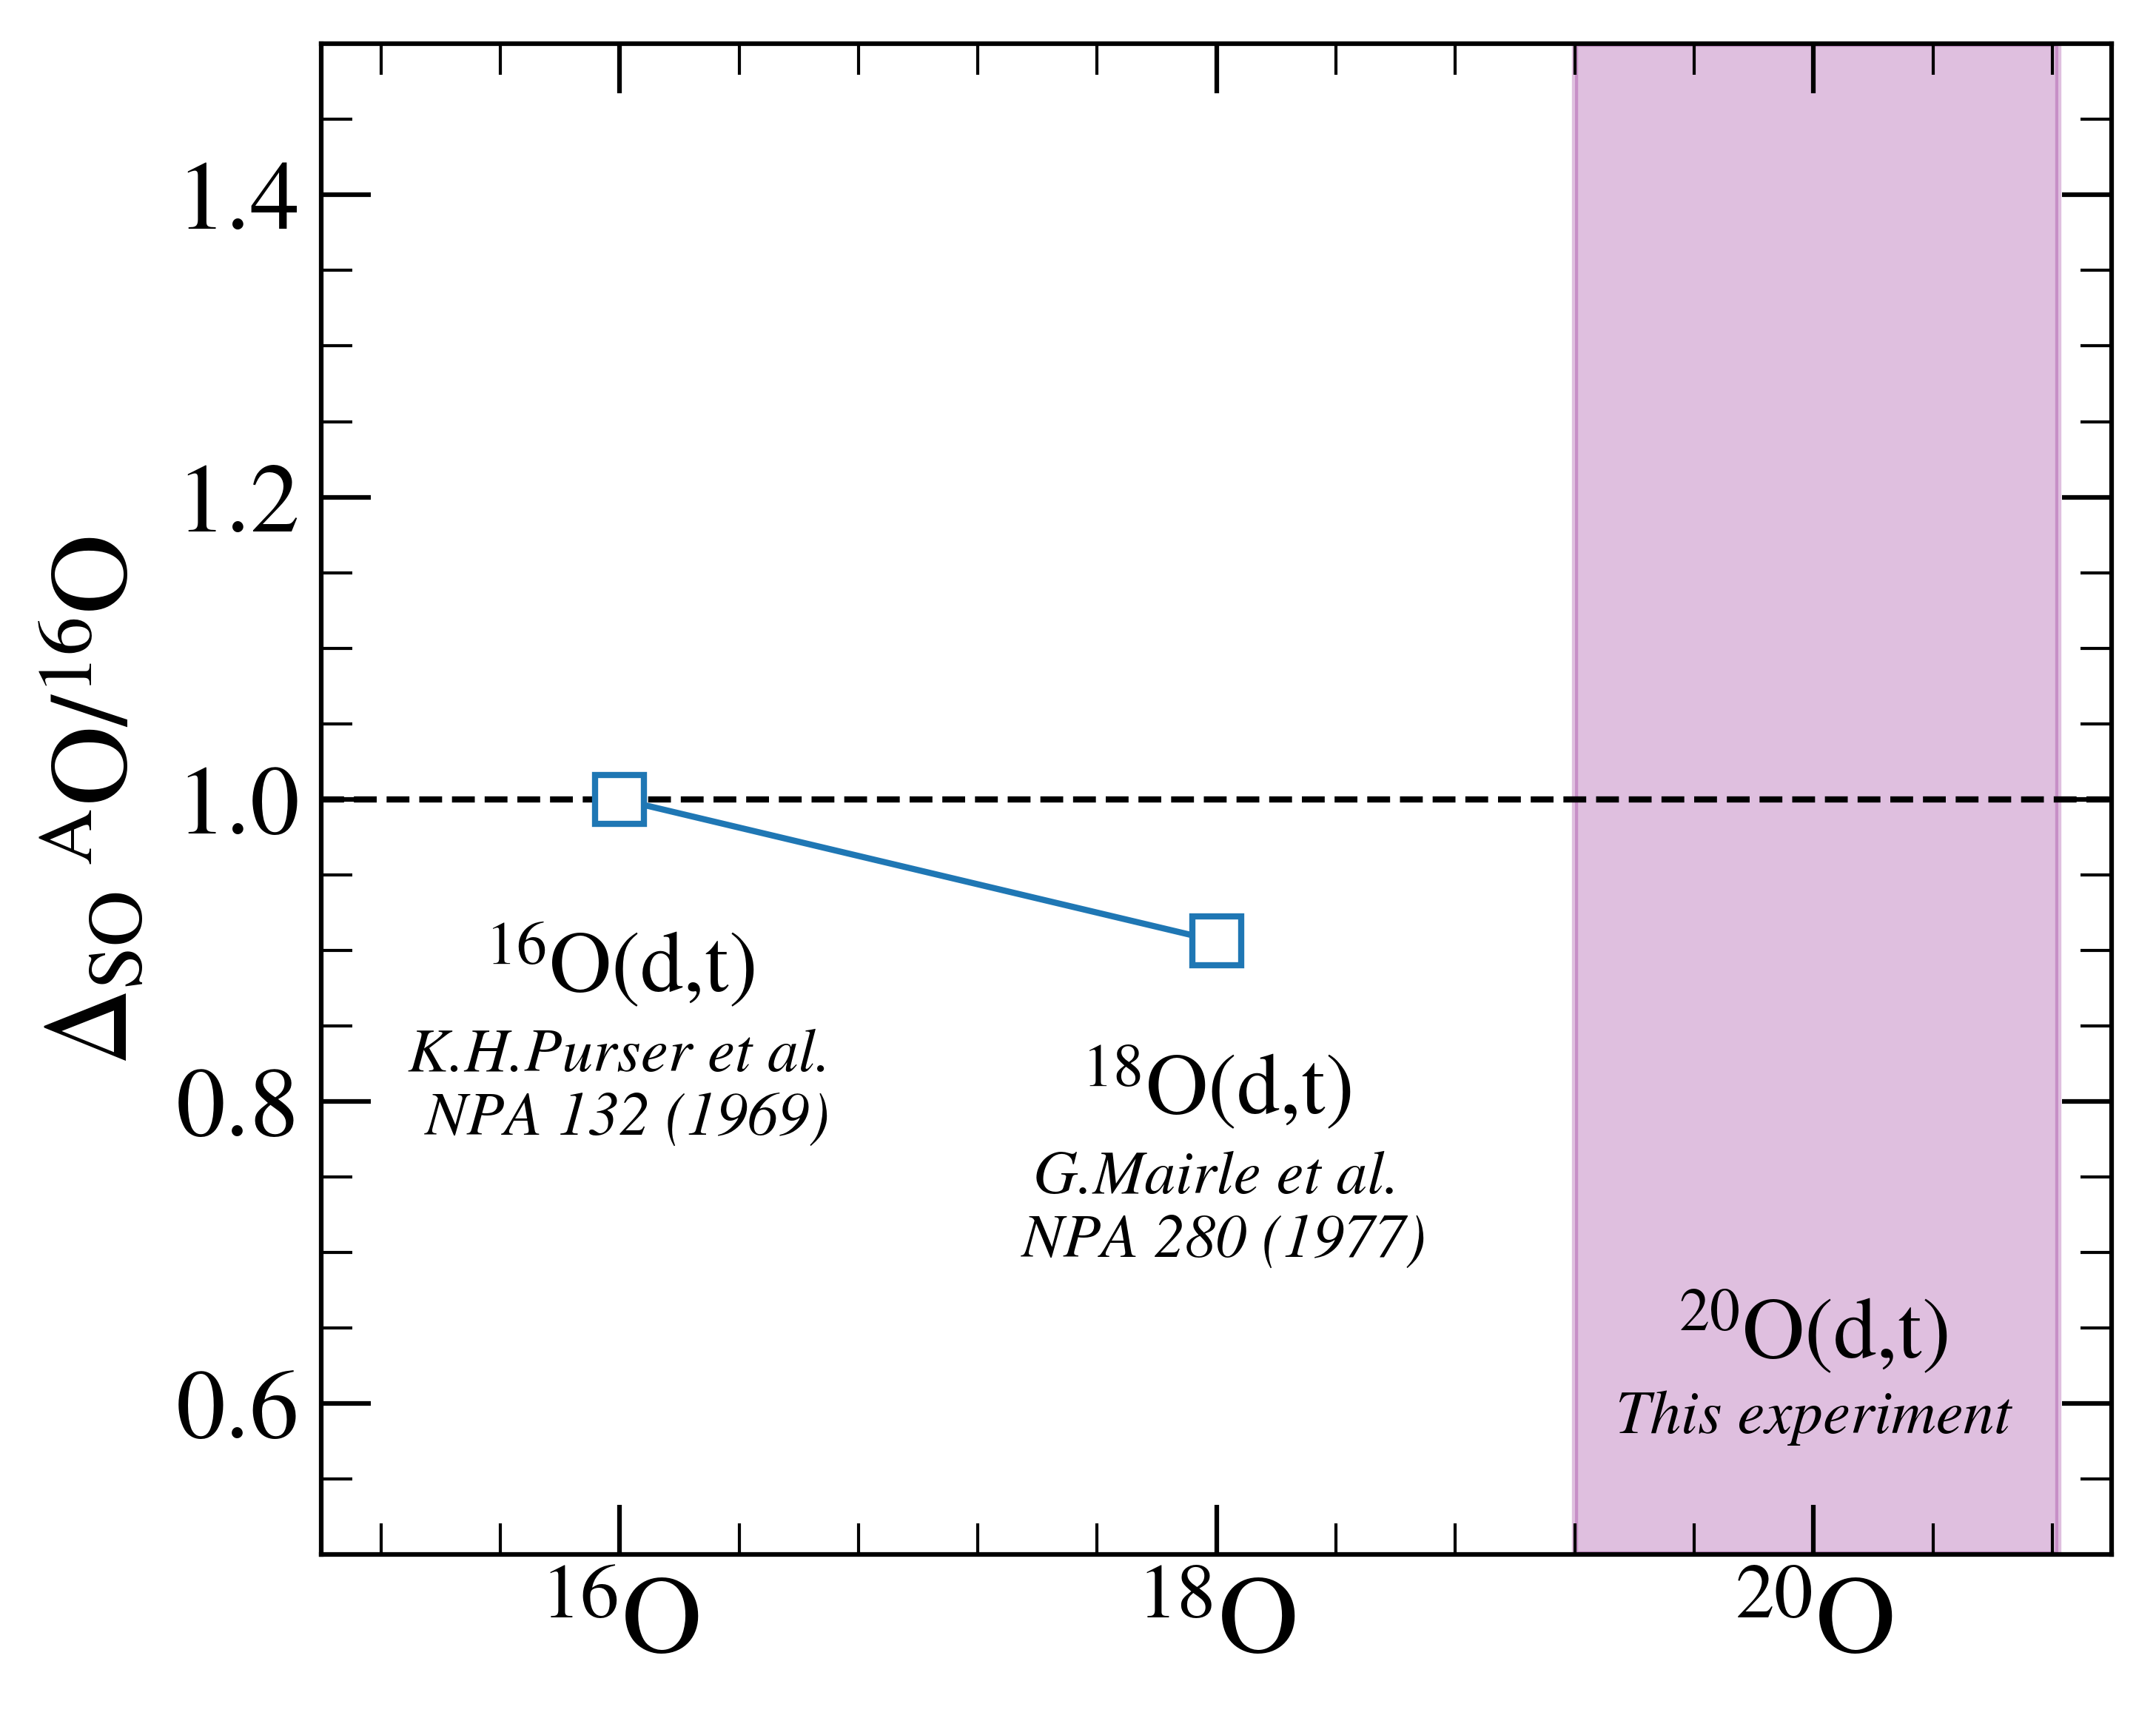 1.4
1.2
1.0
0.8
0.6
Δso ᴬO/¹⁶O
¹⁶O(d,t)
K.H.Purser et al.
NPA 132 (1969)
¹⁸O(d,t)
G.Mairle et al.
NPA 280 (1977)
²⁰O(d,t)
This experiment
¹⁶O
¹⁸O
²⁰O